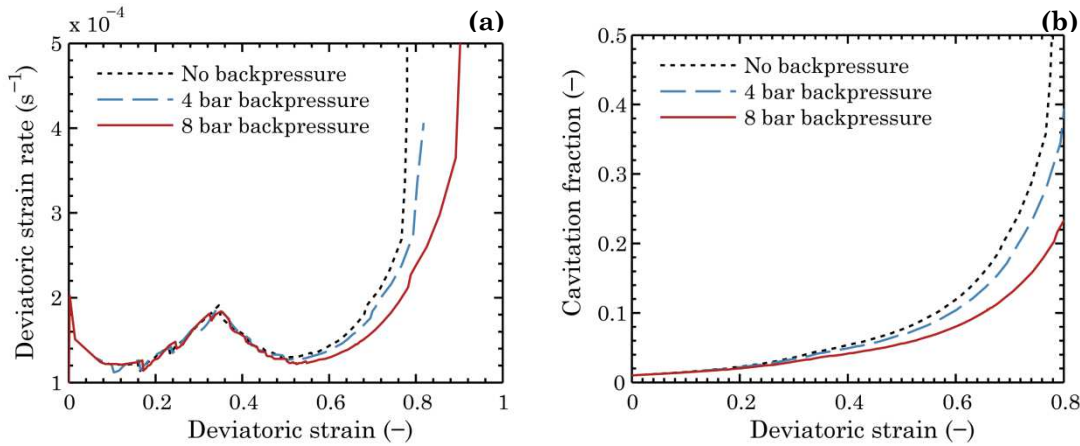 (a)
x 10⁻⁴
5
4
3
2
1
Deviatoric strain rate (s⁻¹)
No backpressure
4 bar backpressure
8 bar backpressure
0 0.2 0.4 0.6 0.8 1
Deviatoric strain (–)
(b)
0.5
0.4
0.3
0.2
0.1
0
Cavitation fraction (–)
No backpressure
4 bar backpressure
8 bar backpressure
0 0.2 0.4 0.6 0.8
Deviatoric strain (–)